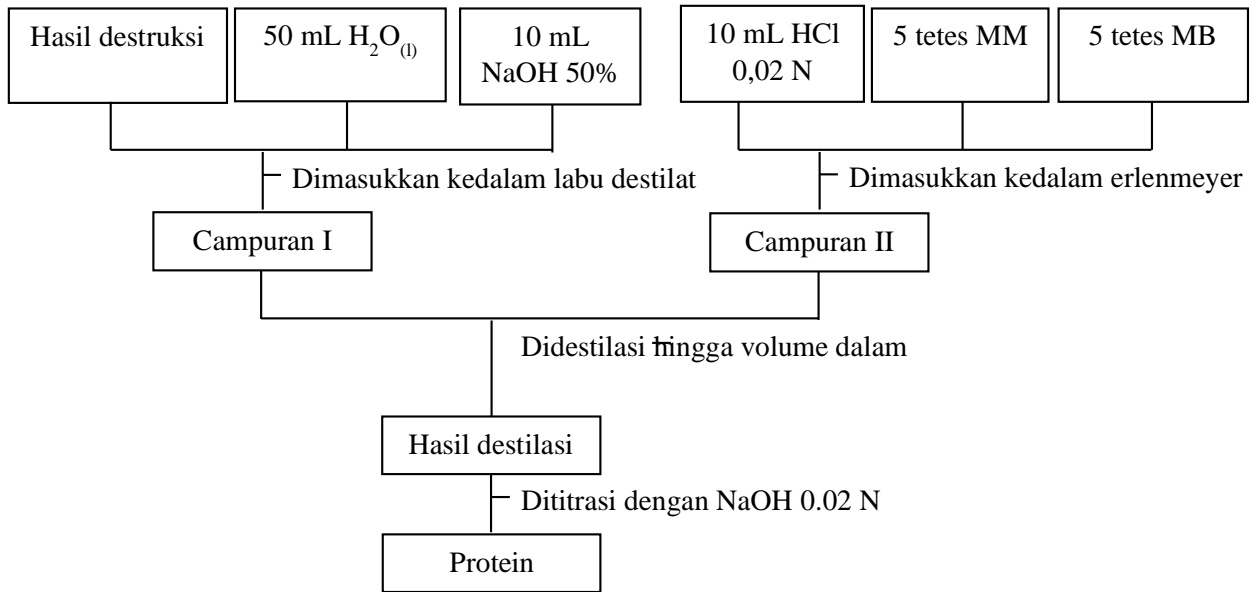 Hasil destruksi
50 mL H₂O₍ₗ₎
10 mL
NaOH 50%
10 mL HCl
0,02 N
5 tetes MM
5 tetes MB
Dimasukkan kedalam labu destilat
Dimasukkan kedalam erlenmeyer
Campuran I
Campuran II
Didestilasi hingga volume dalam
Hasil destilasi
Dititrasi dengan NaOH 0.02 N
Protein